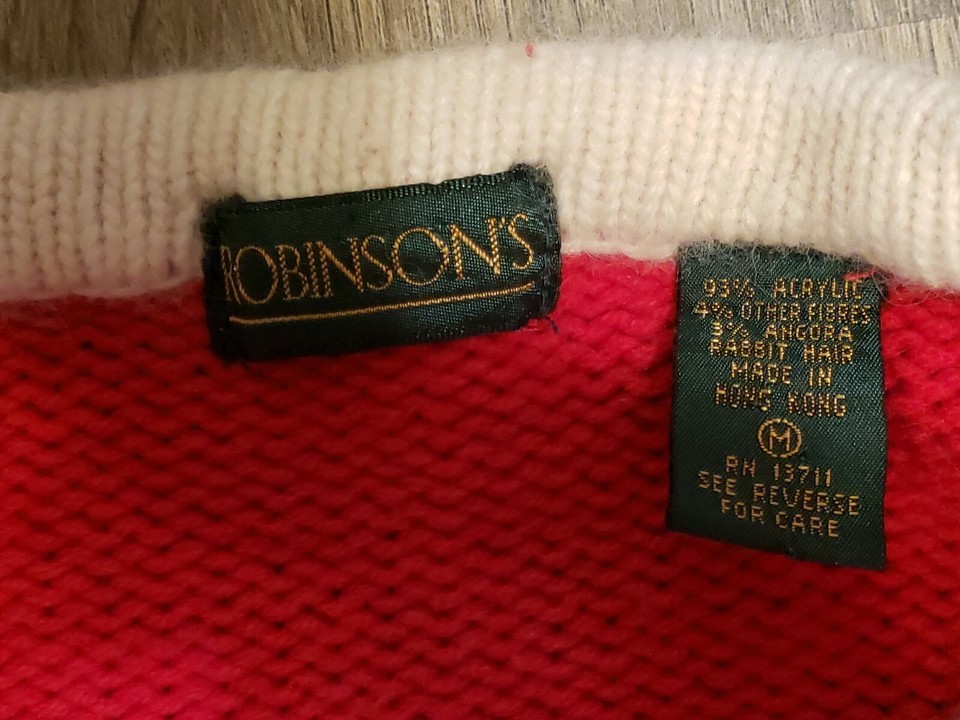 ROBINSON'S
93% ACRYLIC
4% OTHER FIBRES
3% ANGORA
RABBIT HAIR
MADE IN
HONG KONG
M
RN 13711
SEE REVERSE
FOR CARE